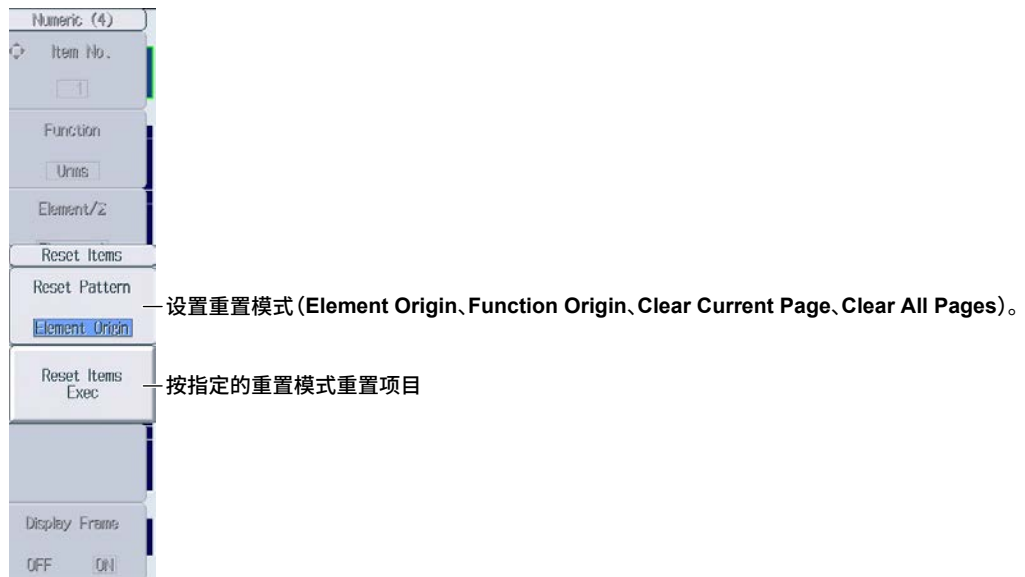 Numeric (4)
Item No.
1
Function
Urms
Element/Σ
Reset Items
Reset Pattern
Element Origin
设置重置模式(Element Origin、Function Origin、Clear Current Page、Clear All Pages)。
Reset Items
Exec
按指定的重置模式重置项目
Display Frame
OFF ON